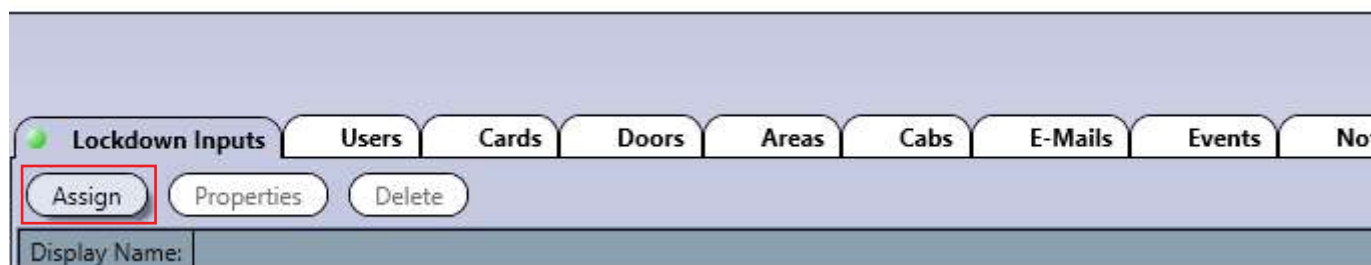 Lockdown Inputs Users Cards Doors Areas Cabs E-Mails Events
Assign Properties Delete
Display Name: